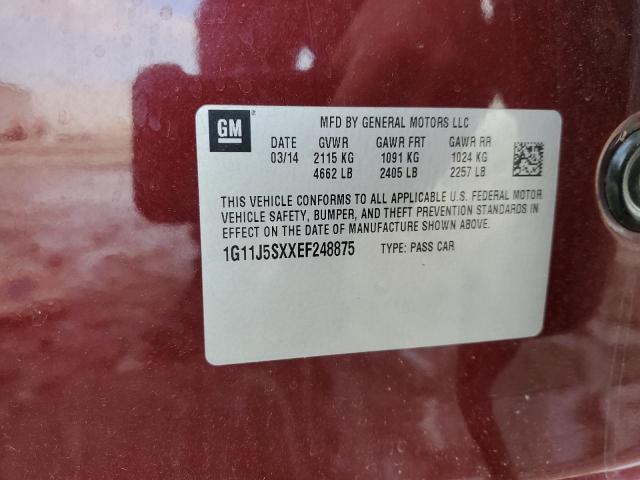 GM
MFD BY GENERAL MOTORS LLC
DATE GVWR GAWR FRT GAWR RR
03/14 2115 KG 1091 KG 1024 KG
4662 LB 2405 LB 2257 LB
THIS VEHICLE CONFORMS TO ALL APPLICABLE U.S. FEDERAL MOTOR
VEHICLE SAFETY, BUMPER, AND THEFT PREVENTION STANDARDS IN
EFFECT ON THE DATE OF MANUFACTURE SHOWN ABOVE.
1G11J5SXXEF248875 TYPE: PASS CAR